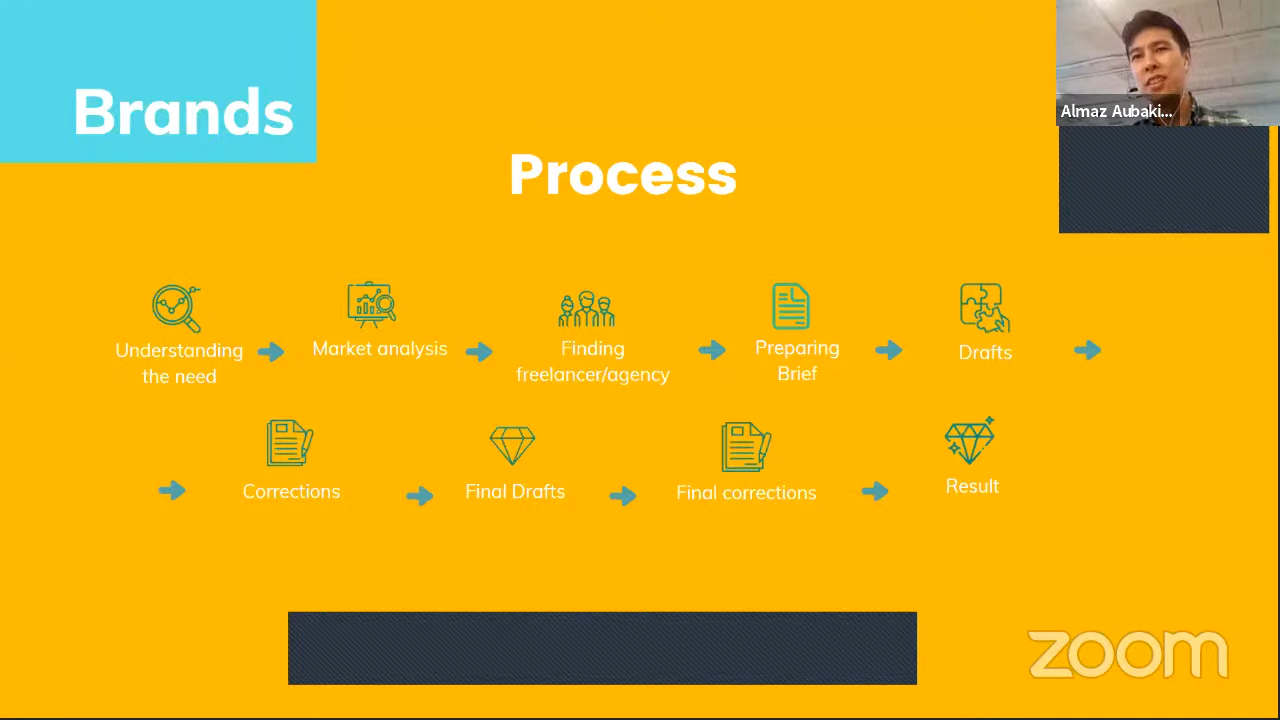 Brands
Almaz Aubaki...
Process
Understanding
the need
Market analysis
Finding
freelancer/agency
Preparing
Brief
Drafts
Corrections
Final Drafts
Final corrections
Result
zoom